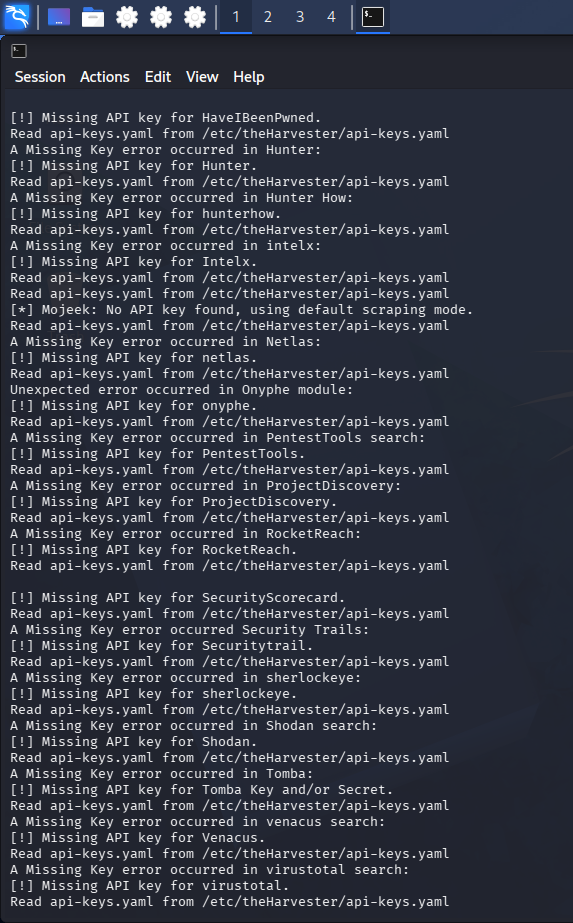 1 2 3 4
Session Actions Edit View Help
[!] Missing API key for HaveIBeenPwned.
Read api-keys.yaml from /etc/theHarvester/api-keys.yaml
A Missing Key error occurred in Hunter:
[!] Missing API key for Hunter.
Read api-keys.yaml from /etc/theHarvester/api-keys.yaml
A Missing Key error occurred in Hunter How:
[!] Missing API key for hunterhow.
Read api-keys.yaml from /etc/theHarvester/api-keys.yaml
A Missing Key error occurred in intelx:
[!] Missing API key for Intelx.
Read api-keys.yaml from /etc/theHarvester/api-keys.yaml
Read api-keys.yaml from /etc/theHarvester/api-keys.yaml
[*] Mojeek: No API key found, using default scraping mode.
Read api-keys.yaml from /etc/theHarvester/api-keys.yaml
A Missing Key error occurred in Netlas:
[!] Missing API key for netlas.
Read api-keys.yaml from /etc/theHarvester/api-keys.yaml
Unexpected error occurred in Onyphe module:
[!] Missing API key for onyphe.
Read api-keys.yaml from /etc/theHarvester/api-keys.yaml
A Missing Key error occurred in PentestTools search:
[!] Missing API key for PentestTools.
Read api-keys.yaml from /etc/theHarvester/api-keys.yaml
A Missing Key error occurred in ProjectDiscovery:
[!] Missing API key for ProjectDiscovery.
Read api-keys.yaml from /etc/theHarvester/api-keys.yaml
A Missing Key error occurred in RocketReach:
[!] Missing API key for RocketReach.
Read api-keys.yaml from /etc/theHarvester/api-keys.yaml
[!] Missing API key for SecurityScorecard.
Read api-keys.yaml from /etc/theHarvester/api-keys.yaml
A Missing Key error occurred Security Trails:
[!] Missing API key for Securitytrail.
Read api-keys.yaml from /etc/theHarvester/api-keys.yaml
A Missing Key error occurred in sherlockeye:
[!] Missing API key for sherlockeye.
Read api-keys.yaml from /etc/theHarvester/api-keys.yaml
A Missing Key error occurred in Shodan search:
[!] Missing API key for Shodan.
Read api-keys.yaml from /etc/theHarvester/api-keys.yaml
A Missing Key error occurred in Tomba:
[!] Missing API key for Tomba Key and/or Secret.
Read api-keys.yaml from /etc/theHarvester/api-keys.yaml
A Missing Key error occurred in venacus search:
[!] Missing API key for Venacus.
Read api-keys.yaml from /etc/theHarvester/api-keys.yaml
A Missing Key error occurred in virustotal search:
[!] Missing API key for virustotal.
Read api-keys.yaml from /etc/theHarvester/api-keys.yaml